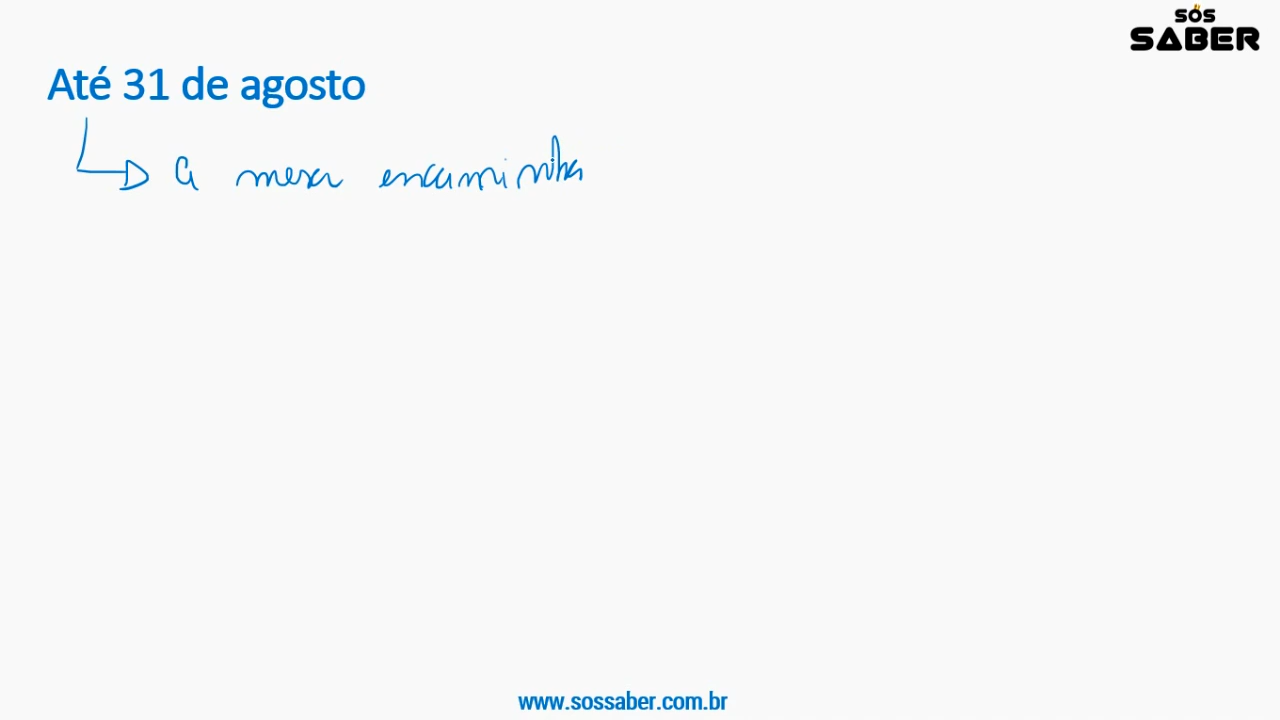 SÓS
SABER
Até 31 de agosto
a mesa encaminha
www.sossaber.com.br